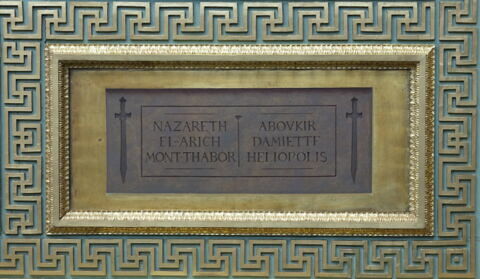 NAZARETH
EL-ARICH
MONT-THABOR
ABOVKIR
DAMIETTE
HELIOPOLIS